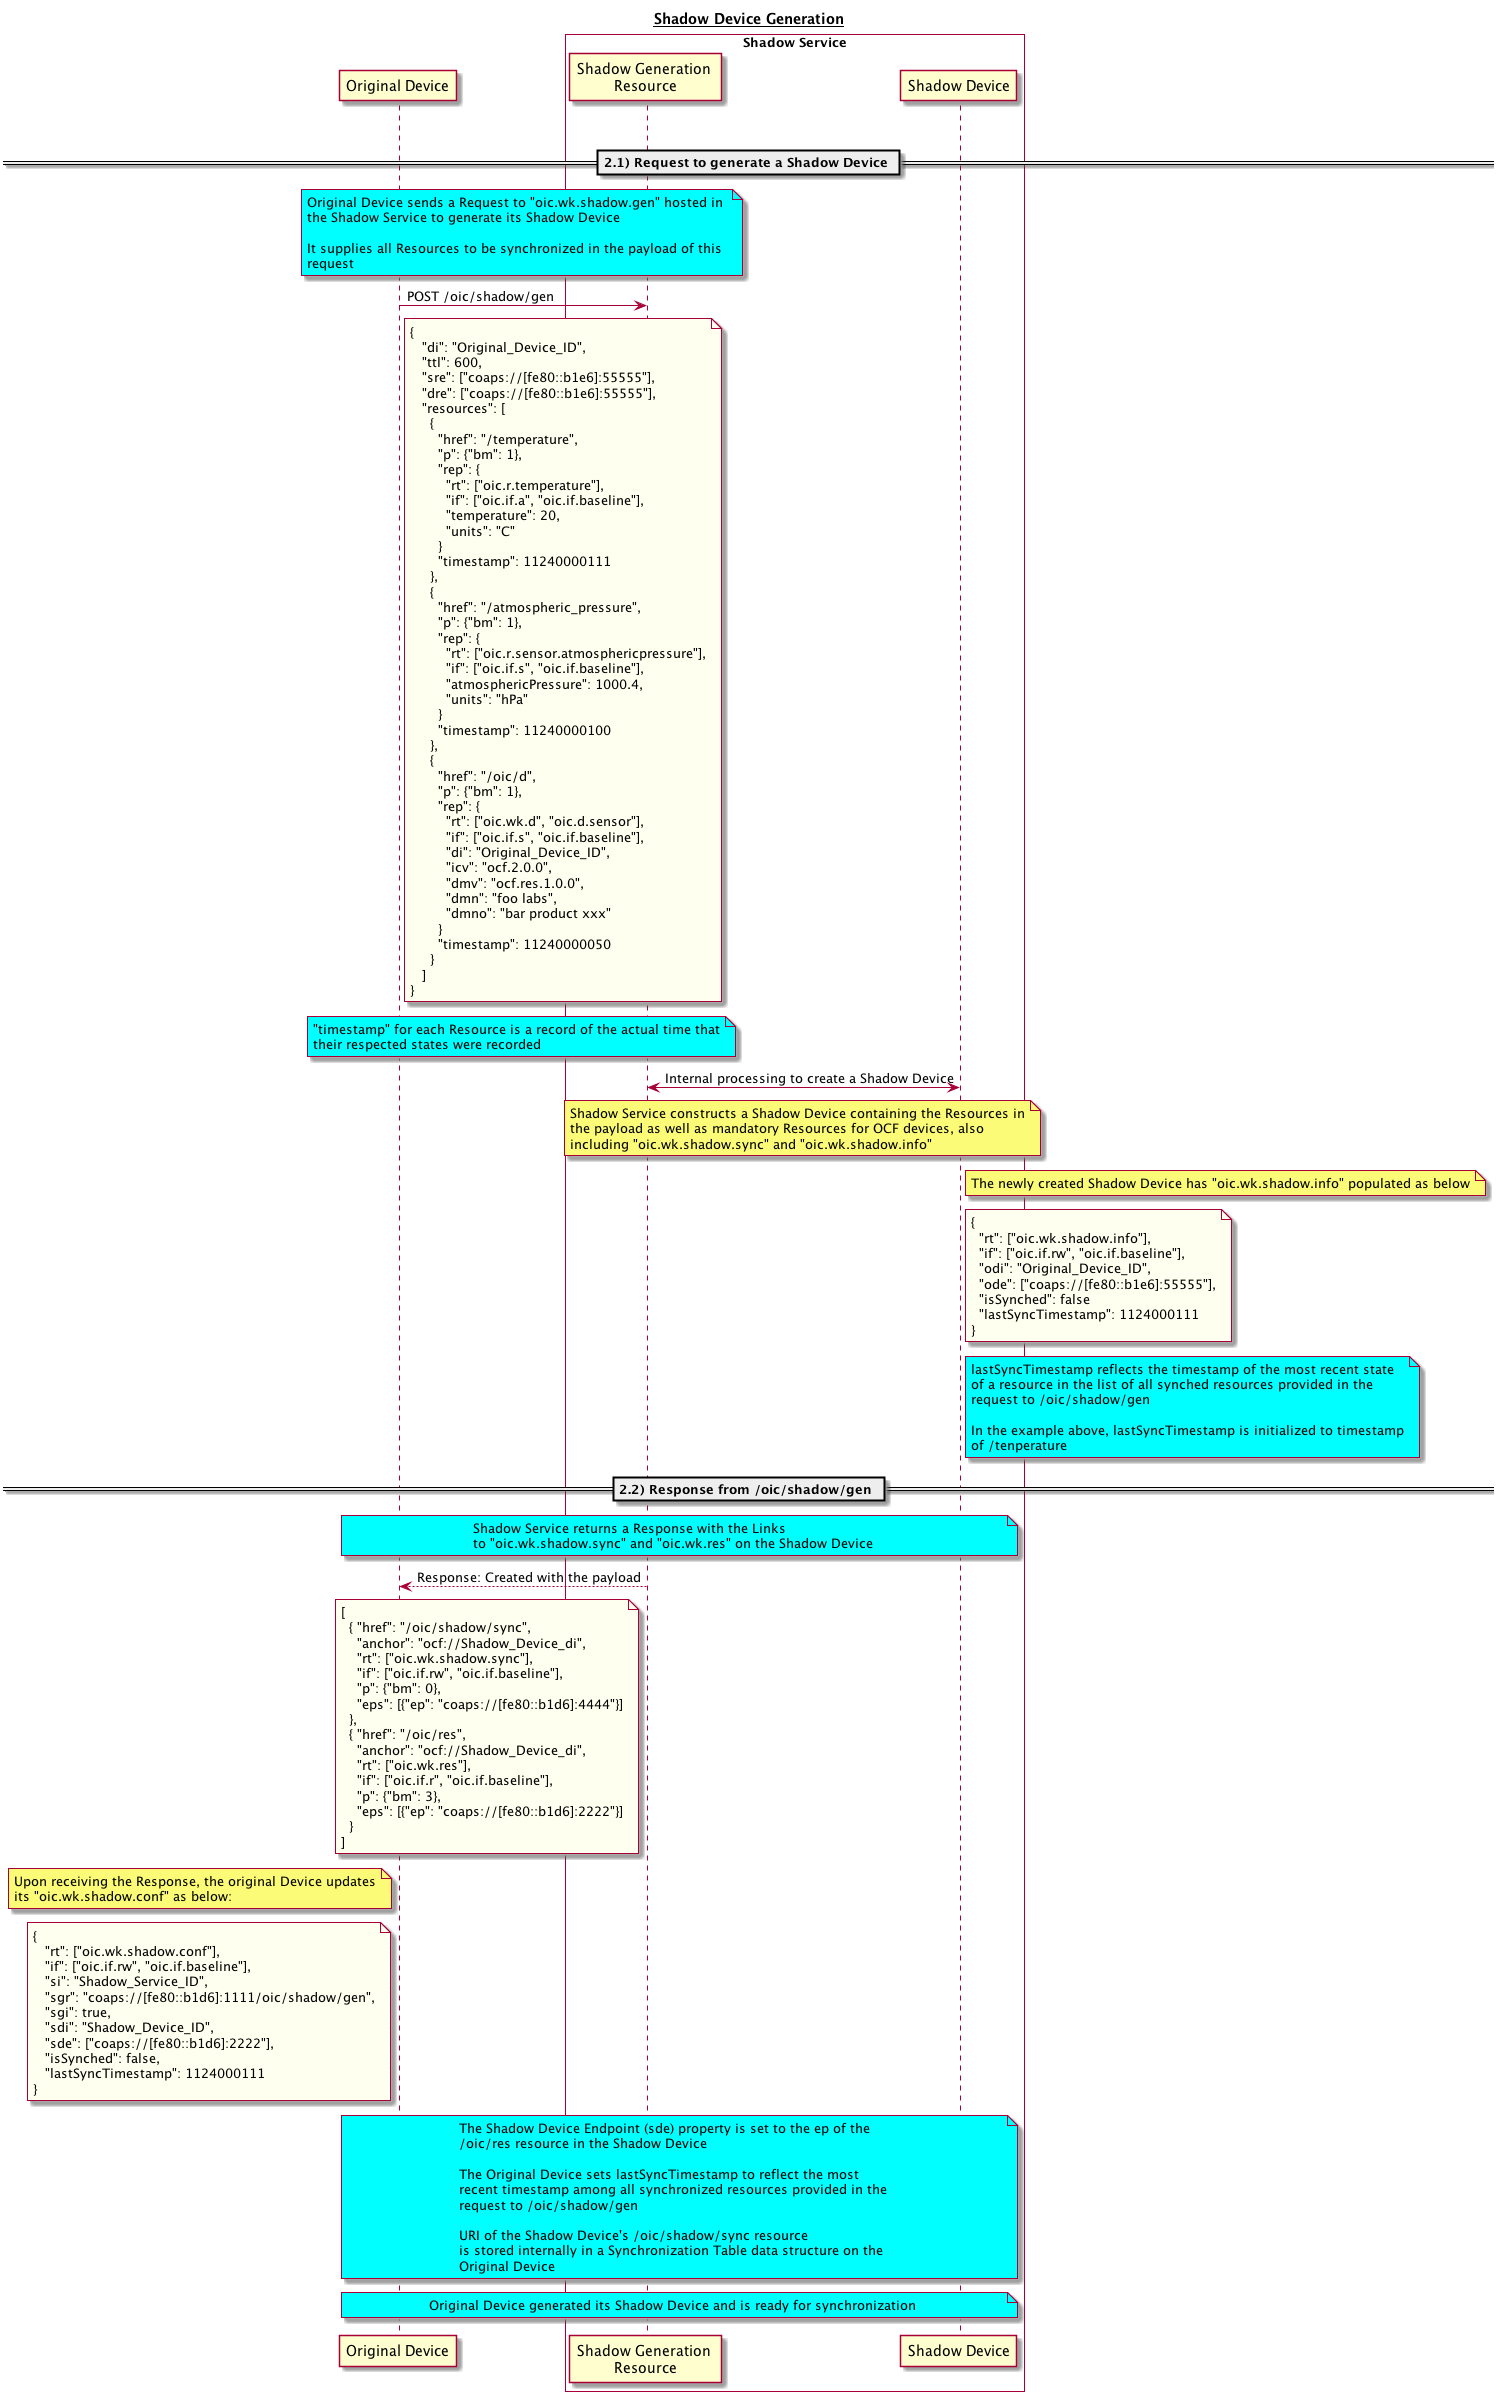 Shadow Device Generation
Shadow Service
Original Device
Shadow Generation
Resource
Shadow Device
2.1) Request to generate a Shadow Device
Original Device sends a Request to "oic.wk.shadow.gen" hosted in
the Shadow Service to generate its Shadow Device
It supplies all Resources to be synchronized in the payload of this
request
POST /oic/shadow/gen
{
"di": "Original_Device_ID",
"ttl": 600,
"sre": ["coaps://[fe80::b1e6]:55555"],
"dre": ["coaps://[fe80::b1e6]:55555"],
"resources": [
{
"href": "/temperature",
"p": {"bm": 1},
"rep": {
"rt": ["oic.r.temperature"],
"if": ["oic.if.a", "oic.if.baseline"],
"temperature": 20,
"units": "C"
}
"timestamp": 11240000111
},
{
"href": "/atmospheric_pressure",
"p": {"bm": 1},
"rep": {
"rt": ["oic.r.sensor.atmosphericpressure"],
"if": ["oic.if.s", "oic.if.baseline"],
"atmosphericPressure": 1000.4,
"units": "hPa"
}
"timestamp": 11240000100
},
{
"href": "/oic/d",
"p": {"bm": 1},
"rep": {
"rt": ["oic.wk.d", "oic.d.sensor"],
"if": ["oic.if.s", "oic.if.baseline"],
"di": "Original_Device_ID",
"icv": "ocf.2.0.0",
"dmv": "ocf.res.1.0.0",
"dmn": "foo labs",
"dmno": "bar product xxx"
}
"timestamp": 11240000050
}
]
}
"timestamp" for each Resource is a record of the actual time that
their respected states were recorded
Internal processing to create a Shadow Device
Shadow Service constructs a Shadow Device containing the Resources in
the payload as well as mandatory Resources for OCF devices, also
including "oic.wk.shadow.sync" and "oic.wk.shadow.info"
The newly created Shadow Device has "oic.wk.shadow.info" populated as below
{
"rt": ["oic.wk.shadow.info"],
"if": ["oic.if.rw", "oic.if.baseline"],
"odi": "Original_Device_ID",
"ode": ["coaps://[fe80::b1e6]:55555"],
"isSynched": false
"lastSyncTimestamp": 1124000111
}
lastSyncTimestamp reflects the timestamp of the most recent state
of a resource in the list of all synched resources provided in the
request to /oic/shadow/gen
In the example above, lastSyncTimestamp is initialized to timestamp
of /tenperature
2.2) Response from /oic/shadow/gen
Shadow Service returns a Response with the Links
to "oic.wk.shadow.sync" and "oic.wk.res" on the Shadow Device
Response: Created with the payload
[
{ "href": "/oic/shadow/sync",
"anchor": "ocf://Shadow_Device_di",
"rt": ["oic.wk.shadow.sync"],
"if": ["oic.if.rw", "oic.if.baseline"],
"p": {"bm": 0},
"eps": [{"ep": "coaps://[fe80::b1d6]:4444"}]
},
{ "href": "/oic/res",
"anchor": "ocf://Shadow_Device_di",
"rt": ["oic.wk.res"],
"if": ["oic.if.r", "oic.if.baseline"],
"p": {"bm": 3},
"eps": [{"ep": "coaps://[fe80::b1d6]:2222"}]
}
]
Upon receiving the Response, the original Device updates
its "oic.wk.shadow.conf" as below:
{
"rt": ["oic.wk.shadow.conf"],
"if": ["oic.if.rw", "oic.if.baseline"],
"si": "Shadow_Service_ID",
"sgr": "coaps://[fe80::b1d6]:1111/oic/shadow/gen",
"sgi": true,
"sdi": "Shadow_Device_ID",
"sde": ["coaps://[fe80::b1d6]:2222"],
"isSynched": false,
"lastSyncTimestamp": 1124000111
}
The Shadow Device Endpoint (sde) property is set to the ep of the
/oic/res resource in the Shadow Device
The Original Device sets lastSyncTimestamp to reflect the most
recent timestamp among all synchronized resources provided in the
request to /oic/shadow/gen
URI of the Shadow Device's /oic/shadow/sync resource
is stored internally in a Synchronization Table data structure on the
Original Device
Original Device generated its Shadow Device and is ready for synchronization
Original Device
Shadow Generation
Resource
Shadow Device